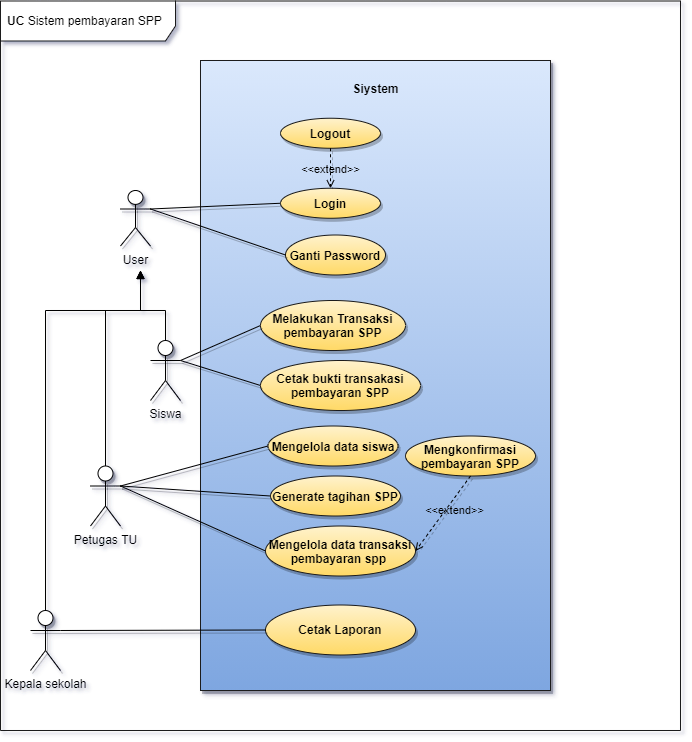 UC Sistem pembayaran SPP
Siystem
Logout
<<extend>>
Login
User
Ganti Password
Melakukan Transaksi
pembayaran SPP
Siswa
Cetak bukti transakasi
pembayaran SPP
Mengelola data siswa
Mengkonfirmasi
pembayaran SPP
Generate tagihan SPP
<<extend>>
Petugas TU
Mengelola data transaksi
pembayaran spp
Cetak Laporan
Kepala sekolah